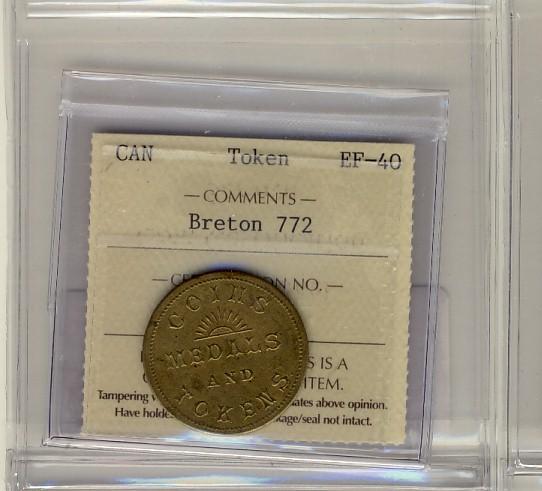 CAN Token EF-40
— COMMENTS —
Breton 772
ON NO. —
COINS
MEDALS
AND
TOKENS
S IS A
ITEM.
Tampering ates above opinion.
Have holde kage/seal not intact.